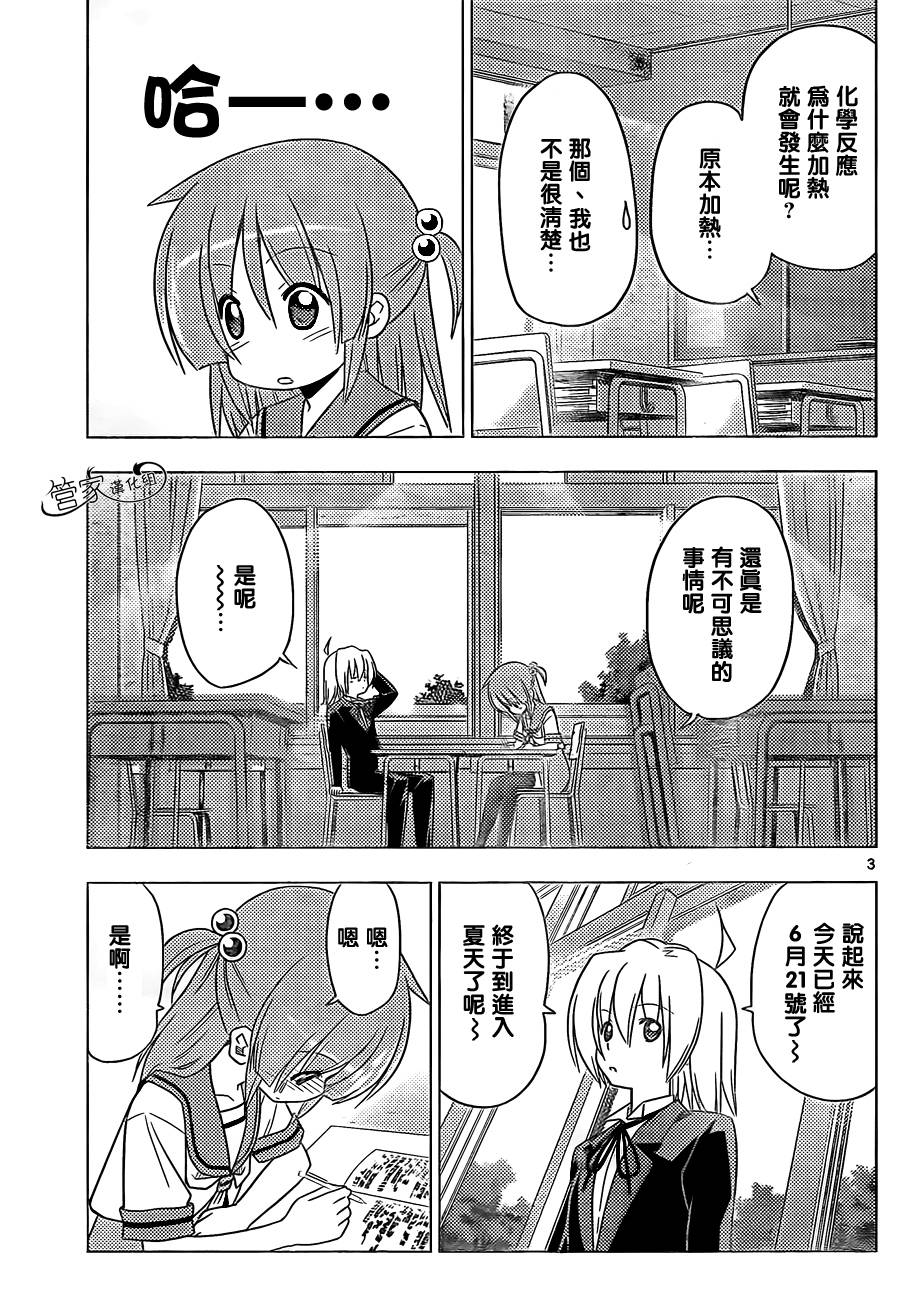 化學反應
爲什麼加熱
就會發生呢?
原本加熱…
那個、我也
不是很淸楚…
哈一…
還眞是
有不可思議的
事情呢
是呢
～～～…
管家
漢化組
3
說起來
今天已經
6月21號了～
終于到進入
夏天了呢～
嗯嗯…
是啊……